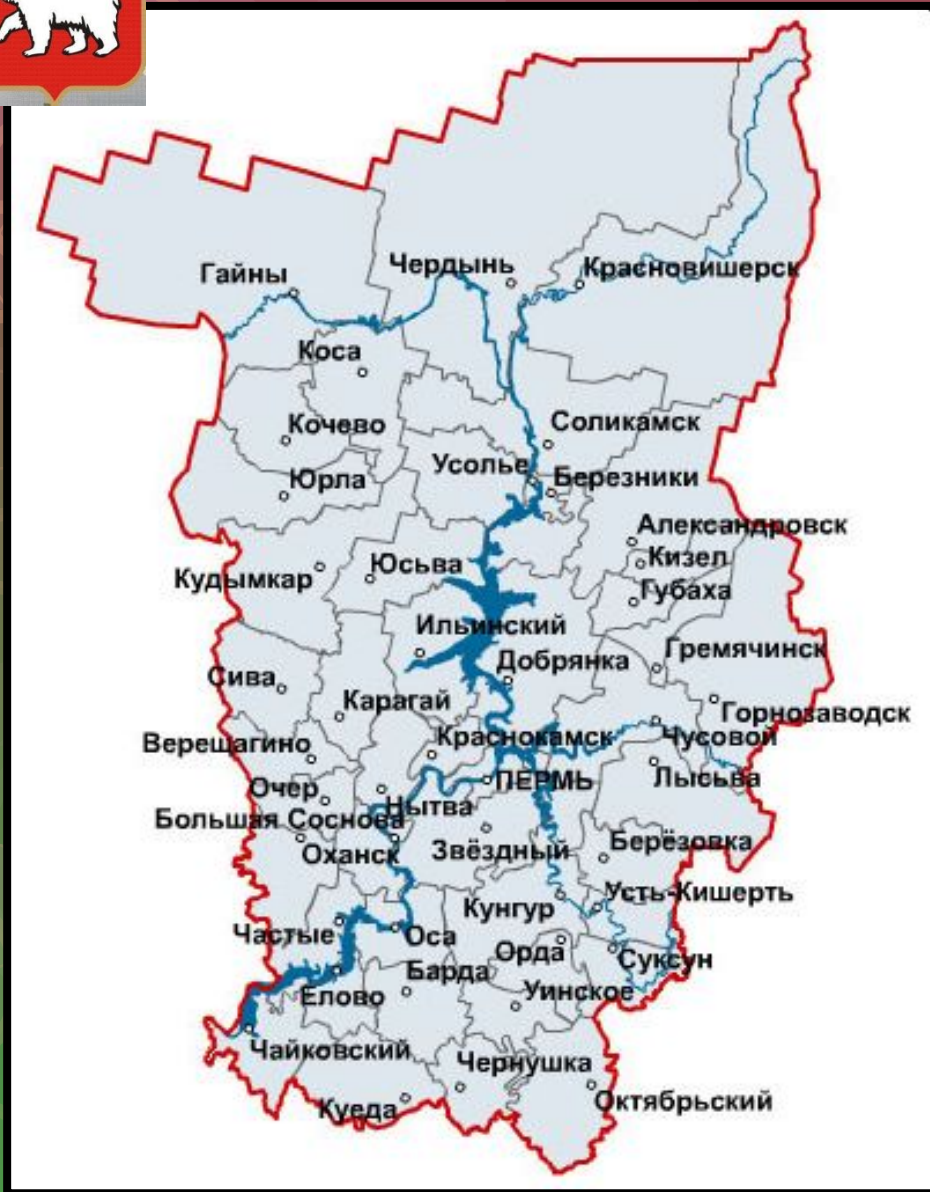 Гайны
Чердынь
Красновишерск
Коса
Кочево
Соликамск
Усолье
Юрла
Березники
Александровск
Кизел
Юсьва
Кудымкар
Губаха
Ильинский
Добрянка
Гремячинск
Сива
Карагай
Горнозаводск
Верещагино
Краснокамск
Чусовой
Очер
ПЕРМЬ
Лысьва
Нытва
Большая Соснова
Оханск
Звёздный
Берёзовка
Усть-Кишерть
Кунгур
Частые
Оса
Орда
Суксун
Барда
Елово
Уинское
Чайковский
Чернушка
Куеда
Октябрьский